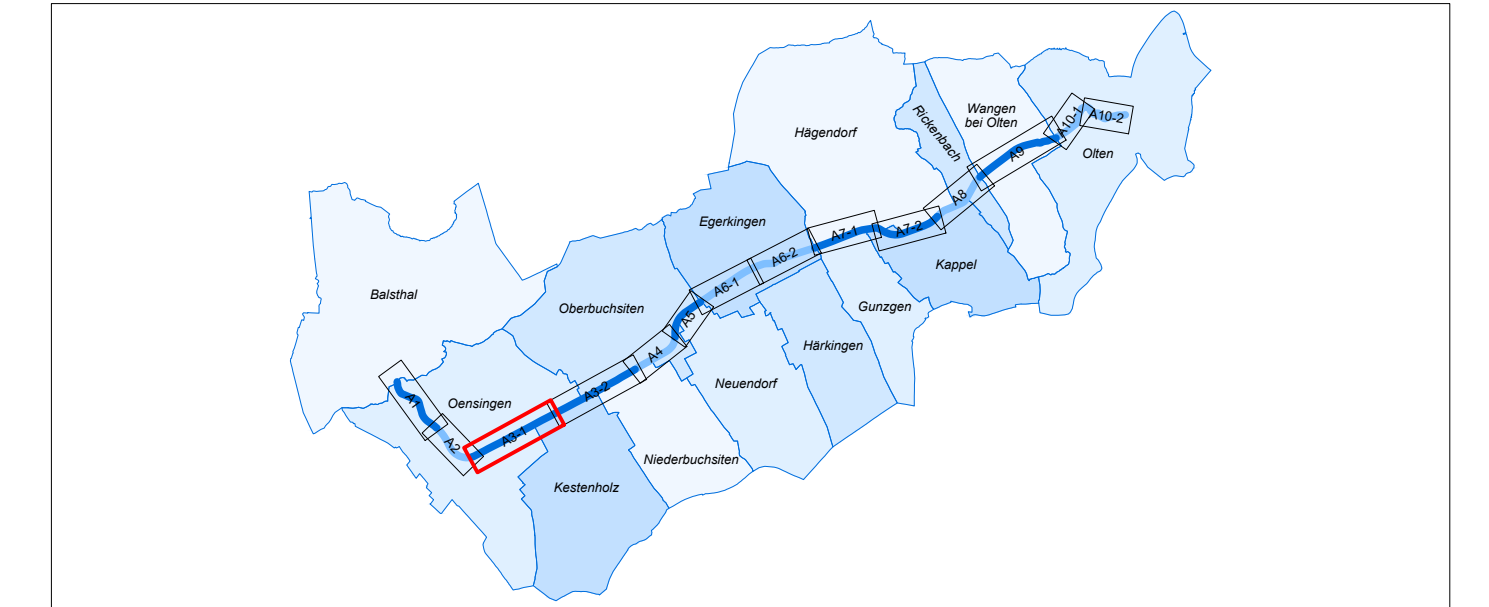 Hägendorf
Rickenbach
Wangen
bei Olten
A10-1
A10-2
Olten
A9
A8
Egerkingen
A7-1
A7-2
A6-2
A6-1
Kappel
Balsthal
Oberbuchsiten
Gunzgen
A5
Härkingen
A4
Neuendorf
A3-2
A1
Oensingen
A2
A3-1
Niederbuchsiten
Kestenholz